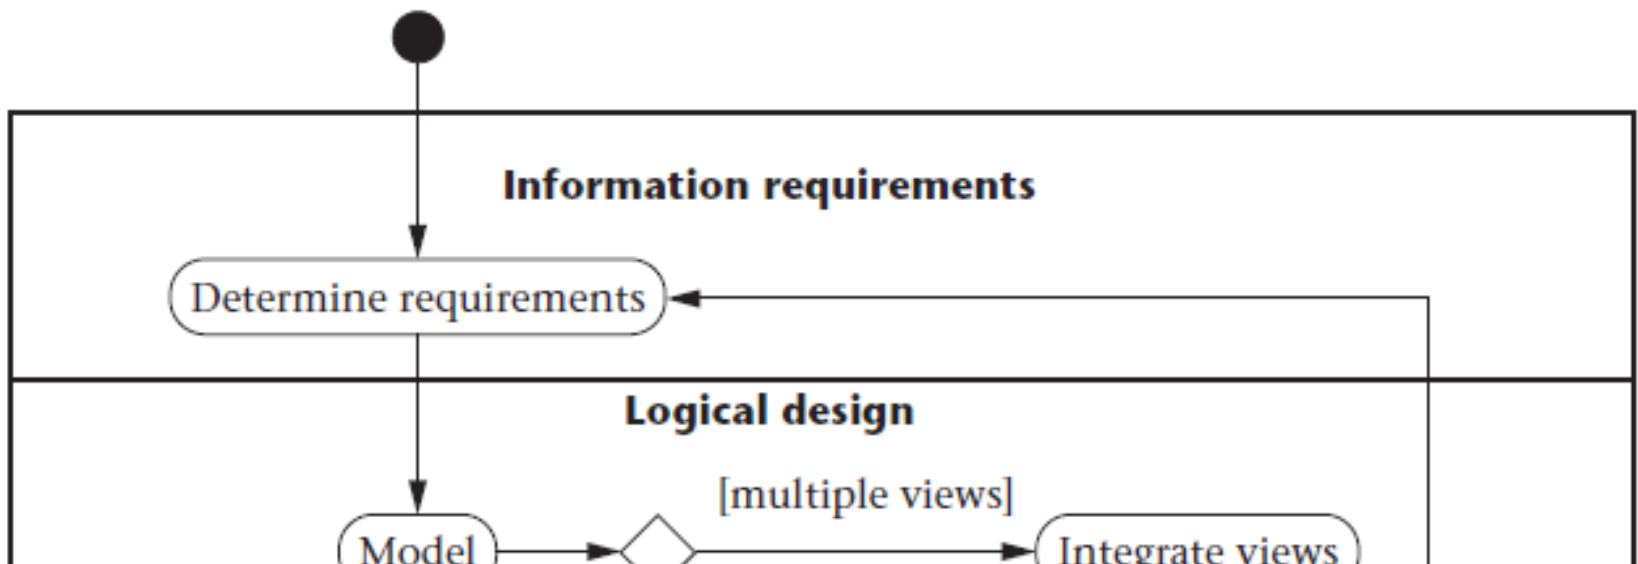 Information requirements
Determine requirements
Logical design
[multiple views]
Model
Integrate views